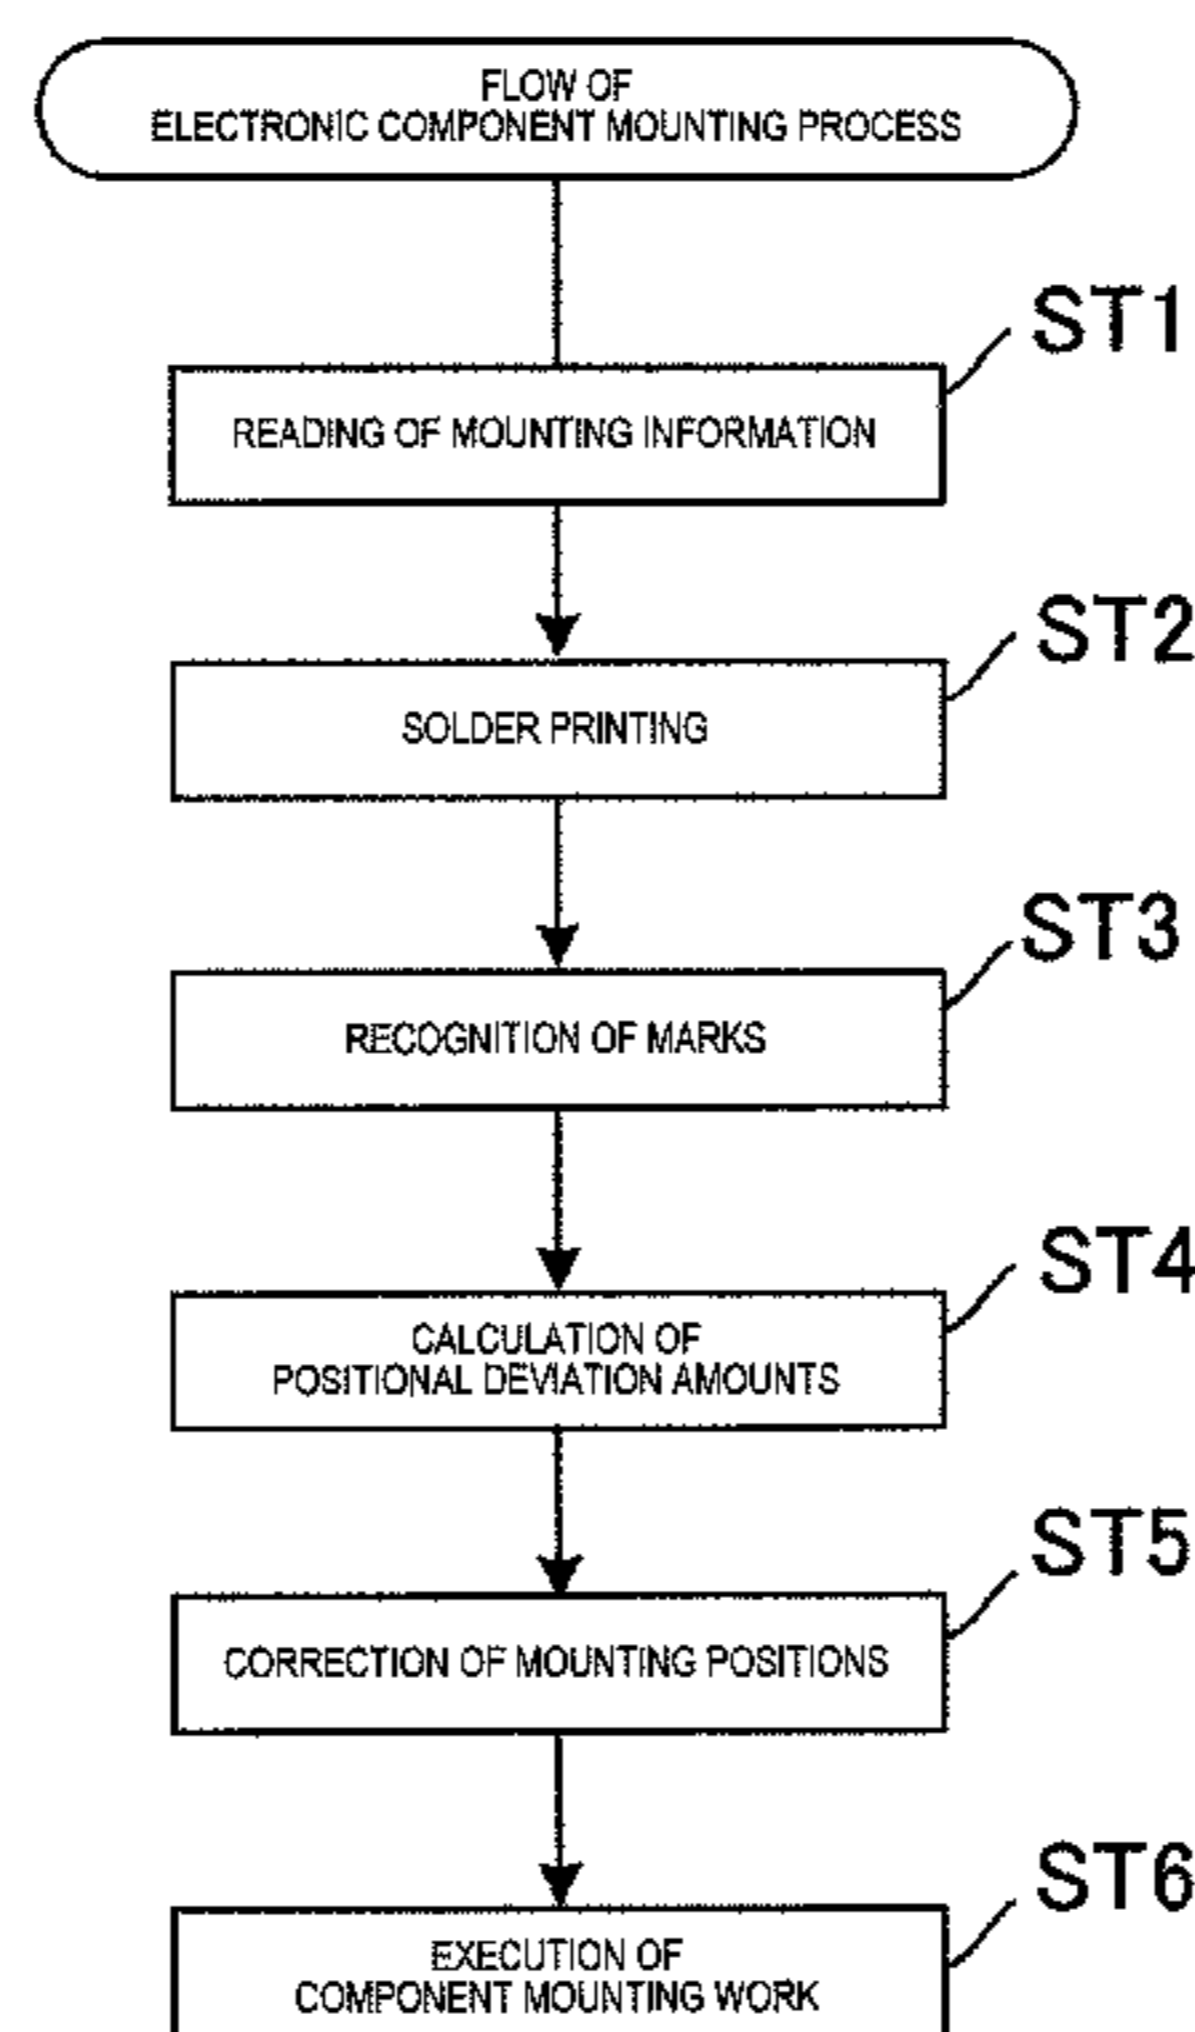 FLOW OF
ELECTRONIC COMPONENT MOUNTING PROCESS
ST1
READING OF MOUNTING INFORMATION
ST2
SOLDER PRINTING
ST3
RECOGNITION OF MARKS
ST4
CALCULATION OF
POSITIONAL DEVIATION AMOUNTS
ST5
CORRECTION OF MOUNTING POSITIONS
ST6
EXECUTION OF
COMPONENT MOUNTING WORK